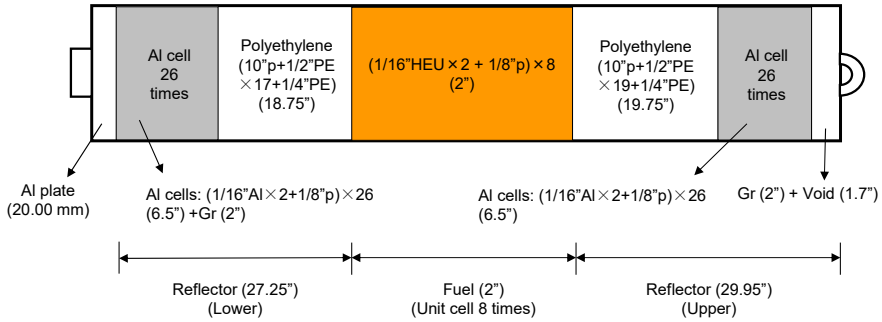 Al cell
26
times
Polyethylene
(10”p+1/2”PE
×17+1/4”PE)
(18.75”)
(1/16”HEU×2 + 1/8”p)×8
(2”)
Polyethylene
(10”p+1/2”PE
×19+1/4”PE)
(19.75”)
Al cell
26
times
Al plate
(20.00 mm)
Al cells: (1/16”Al×2+1/8”p)×26
(6.5”) +Gr (2”)
Al cells: (1/16”Al×2+1/8”p)×26
(6.5”)
Gr (2”) + Void (1.7”)
Reflector (27.25”)
(Lower)
Fuel (2”)
(Unit cell 8 times)
Reflector (29.95”)
(Upper)